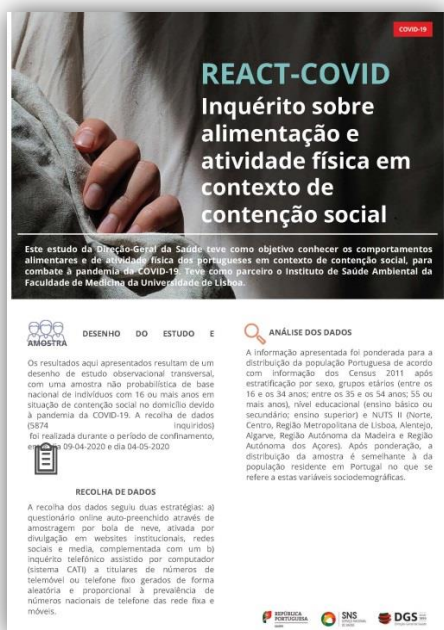 COVID-19
REACT-COVID
Inquérito sobre
alimentação e
atividade física em
contexto de
contenção social
Este estudo da Direção-Geral da Saúde teve como objetivo conhecer os comportamentos
alimentares e de atividade física dos portugueses em contexto de contenção social, para
combate à pandemia da COVID-19. Teve como parceiro o Instituto de Saúde Ambiental da
Faculdade de Medicina da Universidade de Lisboa.
DESENHO DO ESTUDO E
AMOSTRA
Os resultados aqui apresentados resultam de um
desenho de estudo observacional transversal,
com uma amostra não probabilística de base
nacional de indivíduos com 16 ou mais anos em
situação de contenção social no domicílio devido
à pandemia da COVID-19. A recolha de dados
(5874 inquiridos)
foi realizada durante o período de confinamento,
dia 09-04-2020 e dia 04-05-2020
RECOLHA DE DADOS
A recolha dos dados seguiu duas estratégias: a)
questionário online auto-preenchido através de
amostragem por bola de neve, ativada por
divulgação em websites institucionais, redes
sociais e media, complementada com um b)
inquérito telefónico assistido por computador
(sistema CATI) a titulares de números de
telemóvel ou telefone fixo gerados de forma
aleatória e proporcional à prevalência de
números nacionais de telefone das rede fixa e
móveis.
ANÁLISE DOS DADOS
A informação apresentada foi ponderada para a
distribuição da população Portuguesa de acordo
com informação dos Census 2011 após
estratificação por sexo, grupos etários (entre os
16 e os 34 anos; entre os 35 e os 54 anos; 55 ou
mais anos), nível educacional (ensino básico ou
secundário; ensino superior) e NUTS II (Norte,
Centro, Região Metropolitana de Lisboa, Alentejo,
Algarve, Região Autónoma da Madeira e Região
Autónoma dos Açores). Após ponderação, a
distribuição da amostra é semelhante à da
população residente em Portugal no que se
refere a estas variáveis sociodemográficas.
REPÚBLICA
PORTUGUESA
SNS
DGS